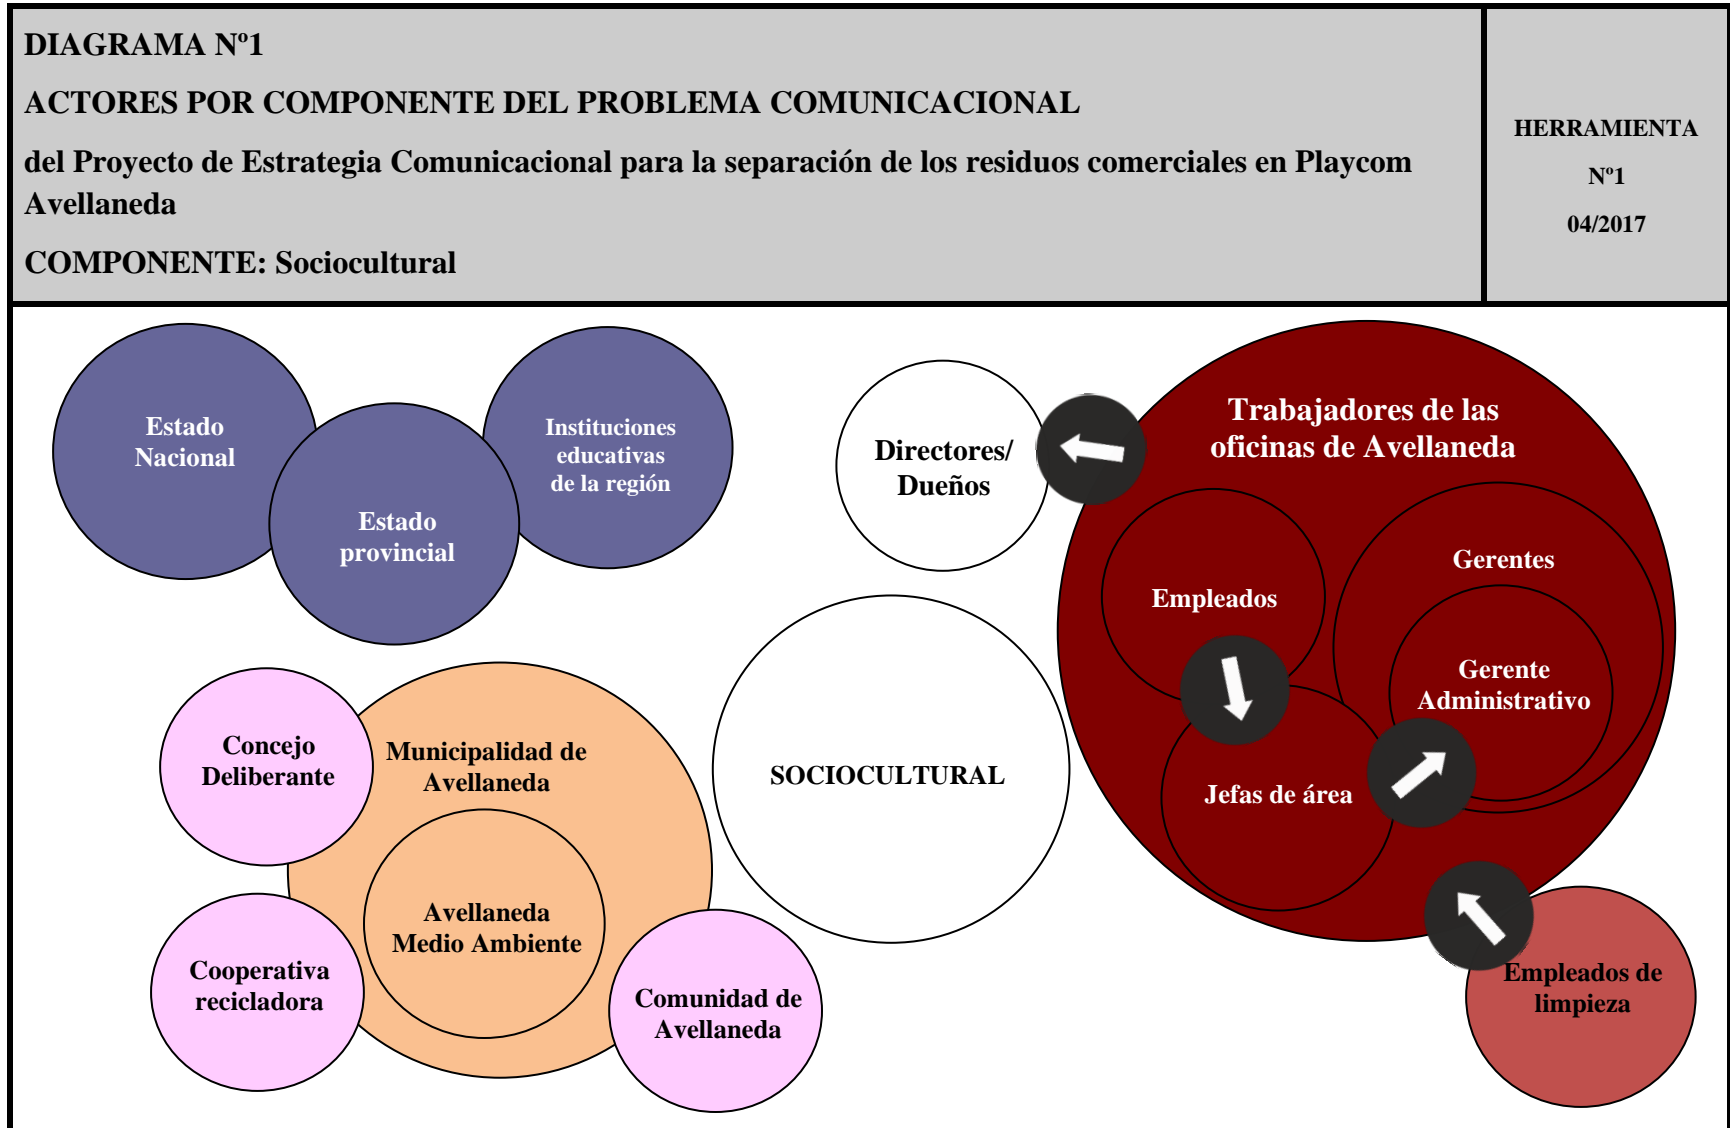 DIAGRAMA Nº1
ACTORES POR COMPONENTE DEL PROBLEMA COMUNICACIONAL
del Proyecto de Estrategia Comunicacional para la separación de los residuos comerciales en Playcom
Avellaneda
COMPONENTE: Sociocultural
HERRAMIENTA
Nº1
04/2017
Estado
Nacional
Estado
provincial
Instituciones
educativas
de la región
Directores/
Dueños
Trabajadores de las
oficinas de Avellaneda
Empleados
Gerentes
Gerente
Administrativo
Jefas de área
Empleados de
limpieza
SOCIOCULTURAL
Concejo
Deliberante
Municipalidad de
Avellaneda
Avellaneda
Medio Ambiente
Cooperativa
recicladora
Comunidad de
Avellaneda